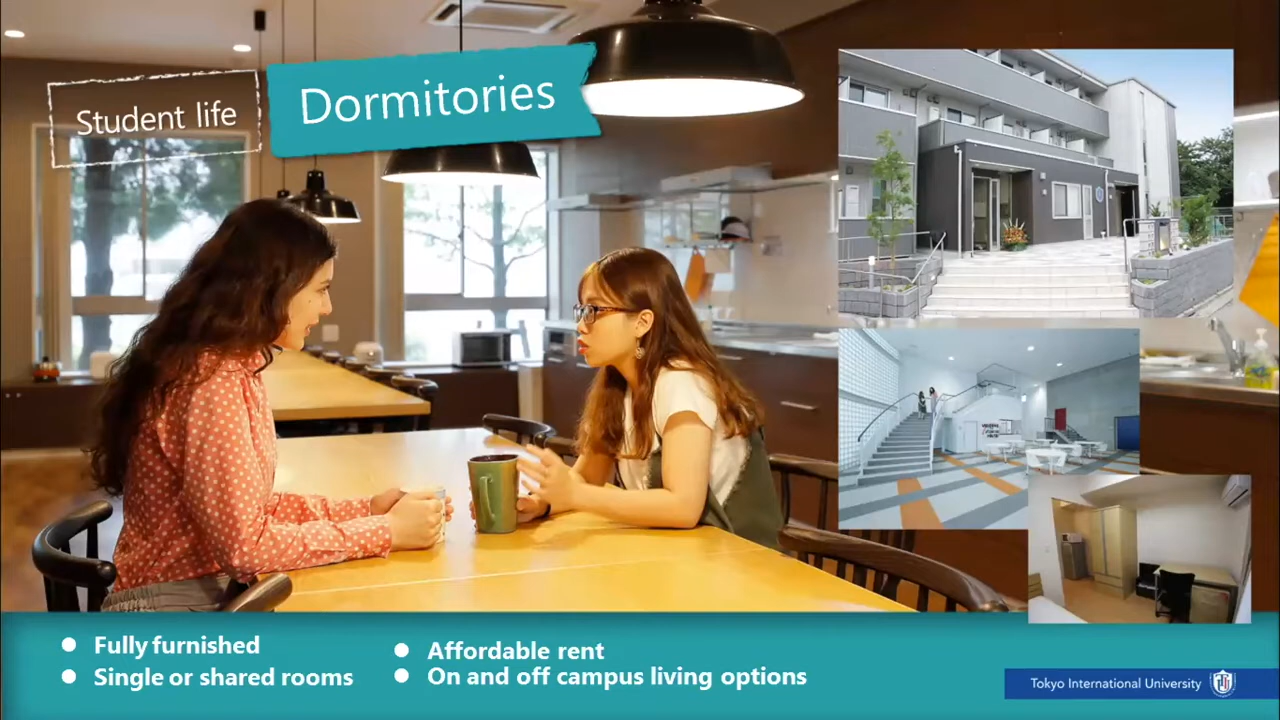 Student life
Dormitories
Fully furnished
Single or shared rooms
Affordable rent
On and off campus living options
Tokyo International University